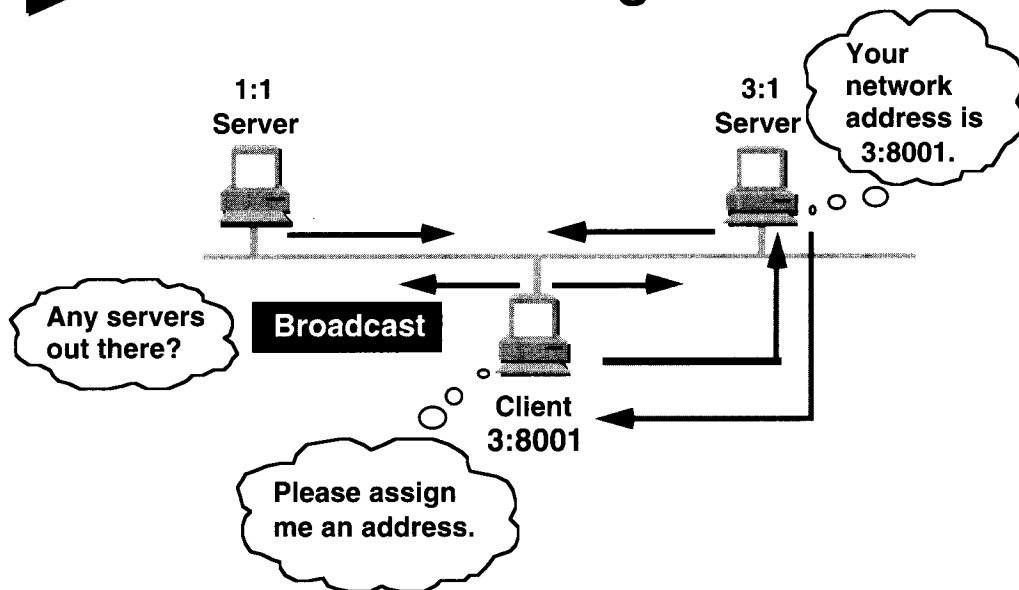 1:1
Server
3:1
Server
Your
network
address is
3:8001.
Any servers
out there?
Broadcast
Client
3:8001
Please assign
me an address.